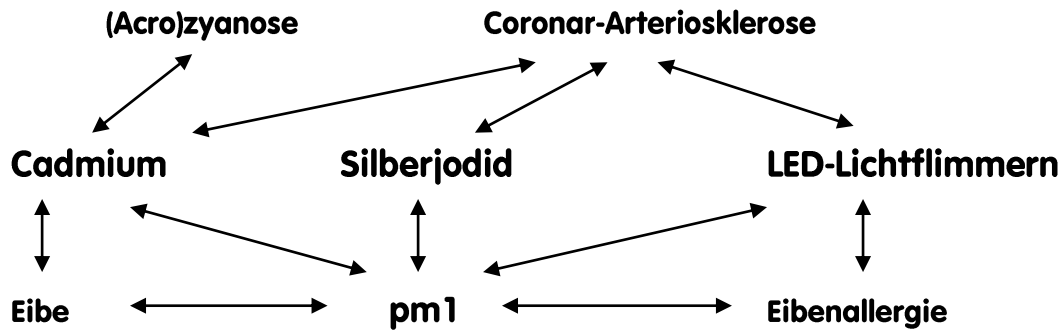 (Acro)zyanose
Coronar-Arteriosklerose
Cadmium
Silberjodid
LED-Lichtflimmern
Eibe
pm1
Eibenallergie